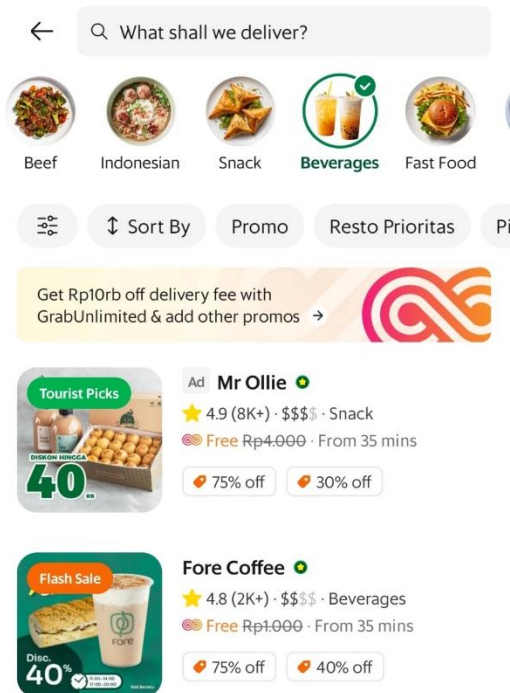 What shall we deliver?
Beef
Indonesian
Snack
Beverages
Fast Food
Sort By
Promo
Resto Prioritas
Pi
Get Rp10rb off delivery fee with
GrabUnlimited & add other promos →
Tourist Picks
DISKON HINGGA
40 RB
Ad Mr Ollie
4.9 (8K+) · $$$$ · Snack
Free Rp4.000 · From 35 mins
75% off
30% off
Flash Sale
FORE
Disc.
40%
Fore Coffee
4.8 (2K+) · $$$$ · Beverages
Free Rp1.000 · From 35 mins
75% off
40% off